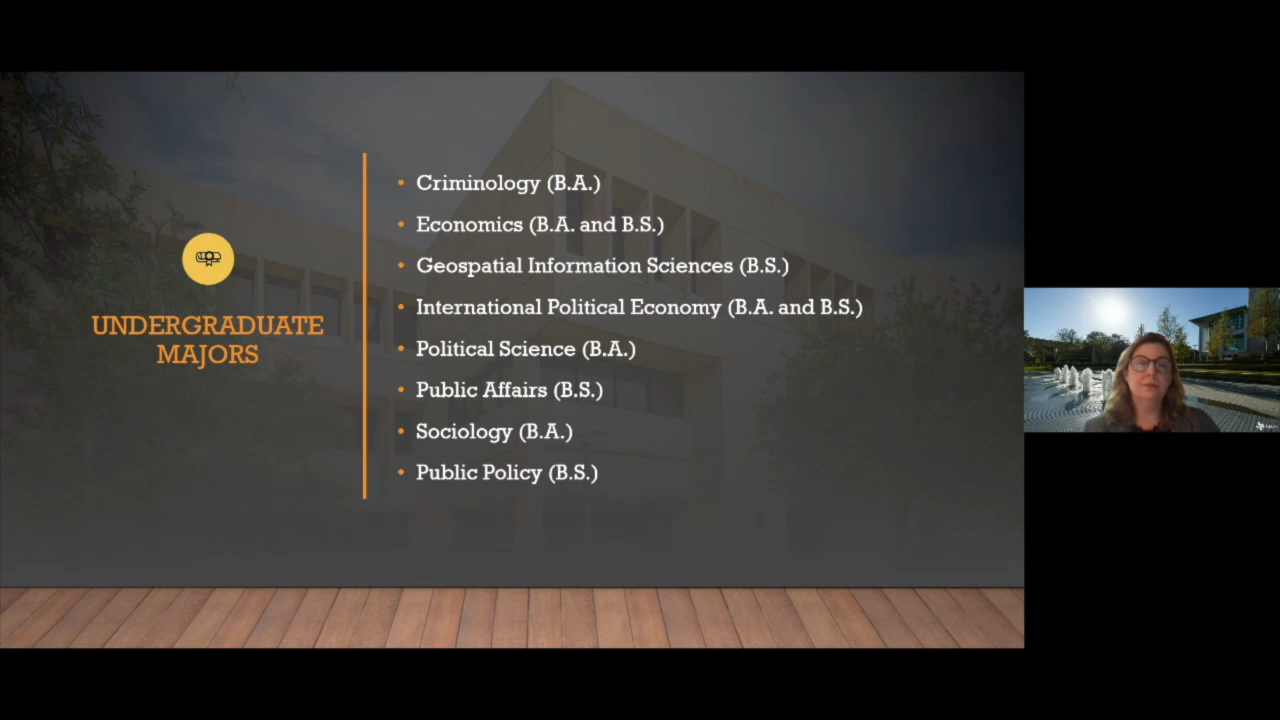 UNDERGRADUATE
MAJORS
• Criminology (B.A.)
• Economics (B.A. and B.S.)
• Geospatial Information Sciences (B.S.)
• International Political Economy (B.A. and B.S.)
• Political Science (B.A.)
• Public Affairs (B.S.)
• Sociology (B.A.)
• Public Policy (B.S.)